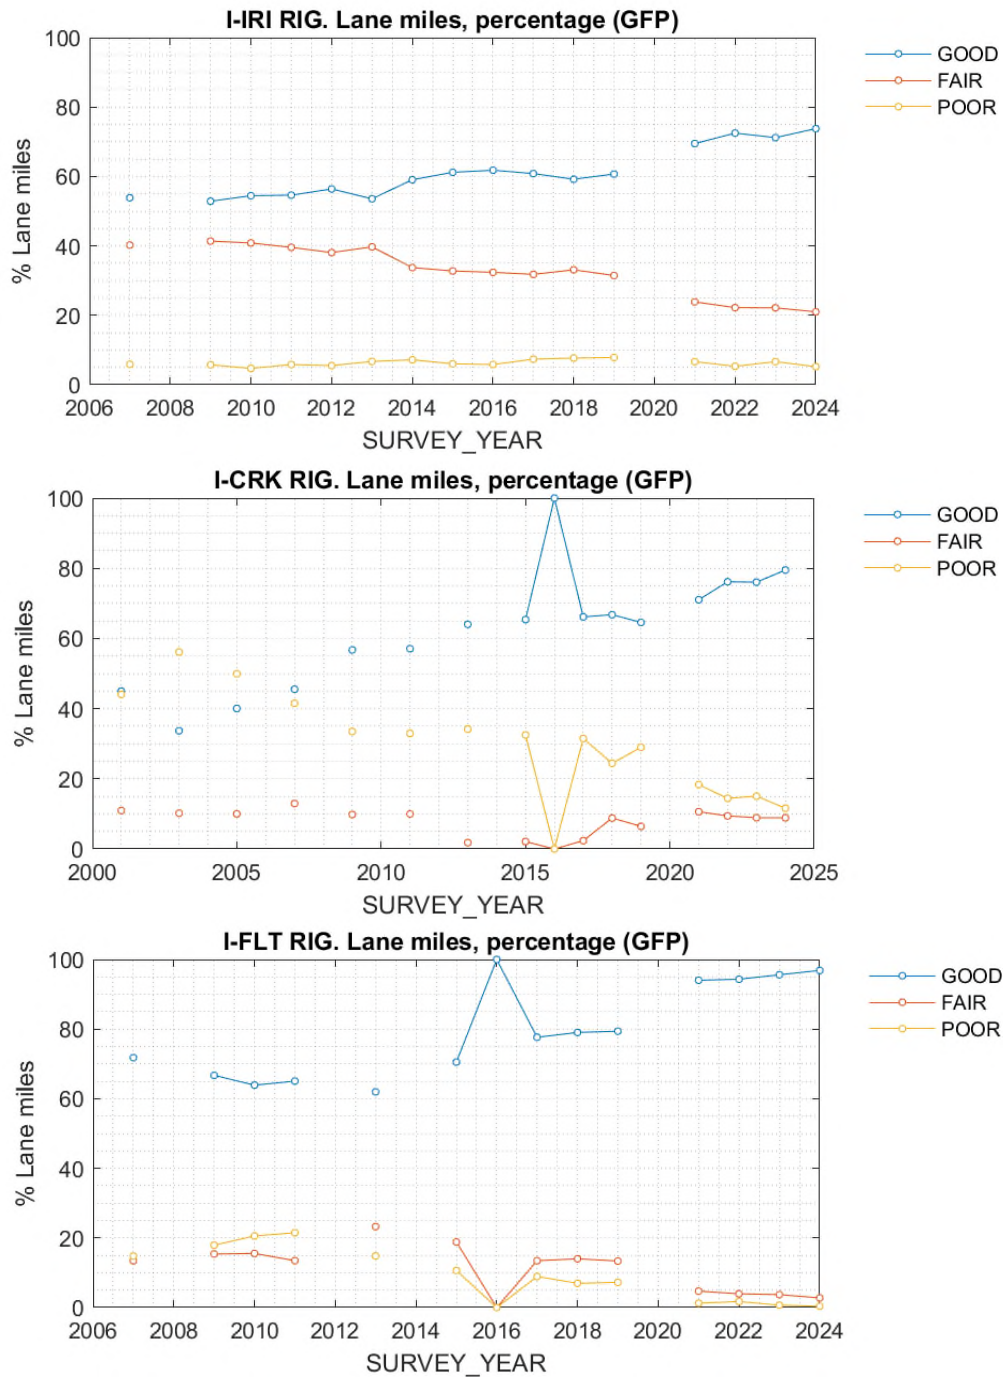 I-IRI RIG. Lane miles, percentage (GFP)
100
80
60
40
20
0
% Lane miles
2006 2008 2010 2012 2014 2016 2018 2020 2022 2024
SURVEY_YEAR
GOOD
FAIR
POOR
I-CRK RIG. Lane miles, percentage (GFP)
100
80
60
40
20
0
% Lane miles
2000 2005 2010 2015 2020 2025
SURVEY_YEAR
GOOD
FAIR
POOR
I-FLT RIG. Lane miles, percentage (GFP)
100
80
60
40
20
0
% Lane miles
2006 2008 2010 2012 2014 2016 2018 2020 2022 2024
SURVEY_YEAR
GOOD
FAIR
POOR